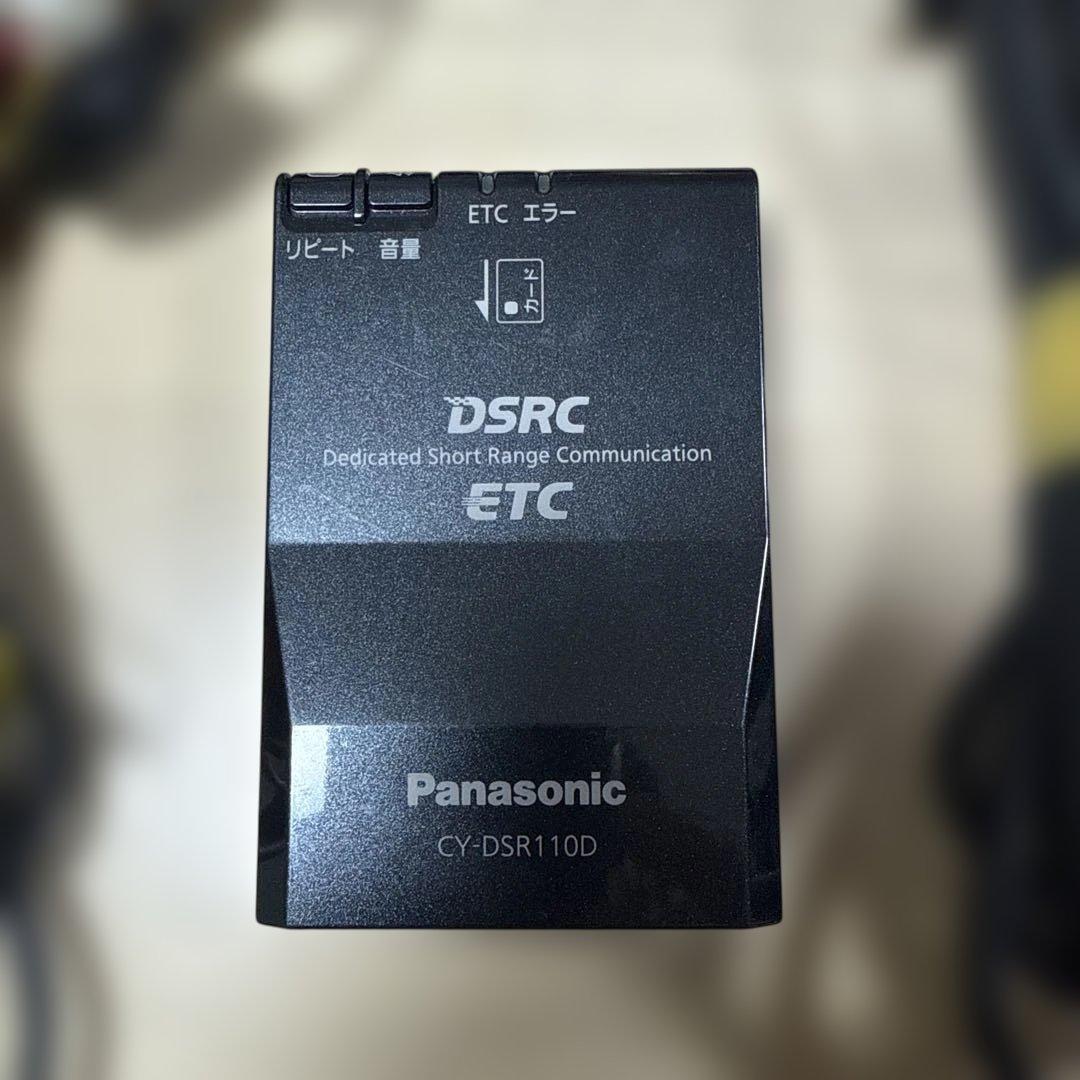 ETC エラー
リピート 音量
カード
DSRC
Dedicated Short Range Communication
ETC
Panasonic
CY-DSR110D